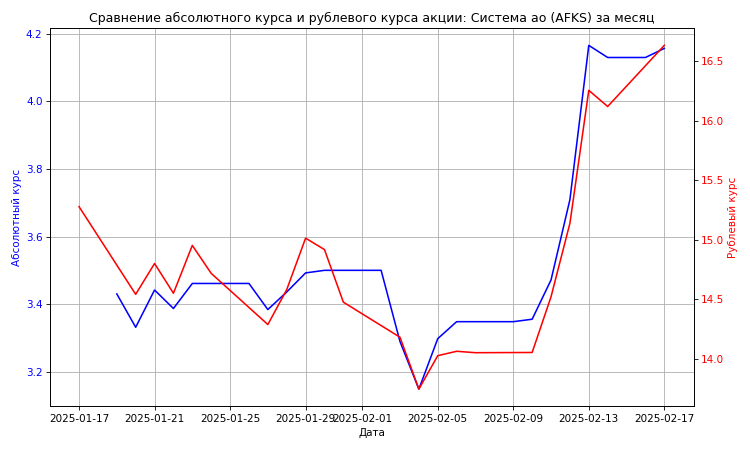 Сравнение абсолютного курса и рублевого курса акции: Система ао (AFKS) за месяц
4.2
4.0
3.8
3.6
3.4
3.2
Абсолютный курс
16.5
16.0
15.5
15.0
14.5
14.0
Рублевый курс
2025-01-17 2025-01-21 2025-01-25 2025-01-29 2025-02-01 2025-02-05 2025-02-09 2025-02-13 2025-02-17
Дата